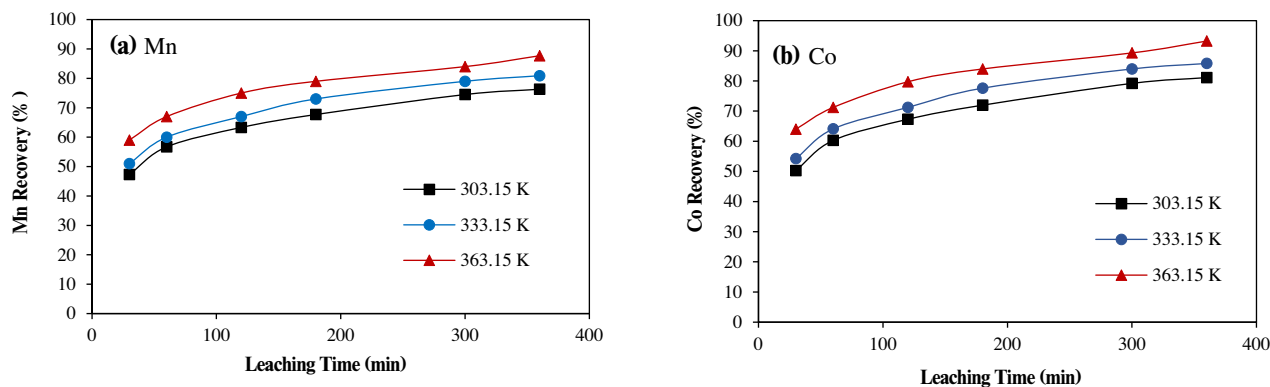 (a) Mn
Mn Recovery (%)
100
90
80
70
60
50
40
30
20
10
0
303.15 K
333.15 K
363.15 K
0 100 200 300 400
Leaching Time (min)
(b) Co
Co Recovery (%)
100
90
80
70
60
50
40
30
20
10
0
303.15 K
333.15 K
363.15 K
0 100 200 300 400
Leaching Time (min)